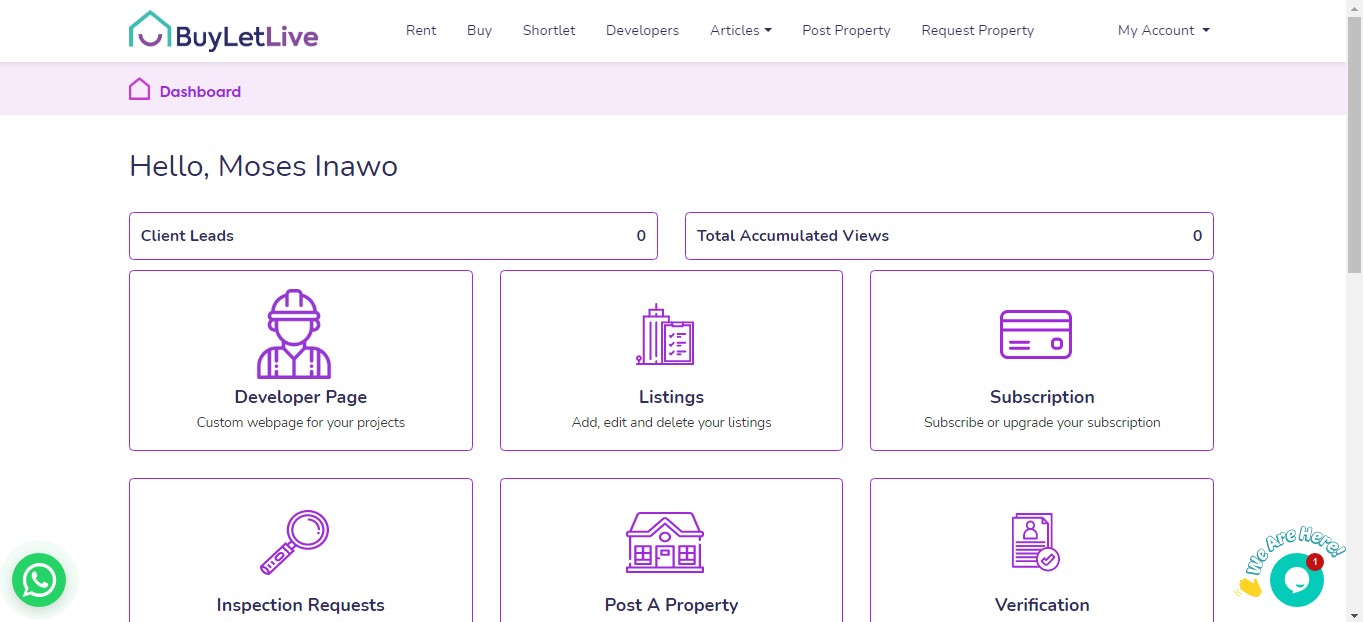 BuyLetLive
Rent Buy Shortlet Developers Articles Post Property Request Property My Account
Dashboard
Hello, Moses Inawo
Client Leads 0 Total Accumulated Views 0
Developer Page
Custom webpage for your projects
Listings
Add, edit and delete your listings
Subscription
Subscribe or upgrade your subscription
Inspection Requests
Post A Property
Verification
We Are Here!
1